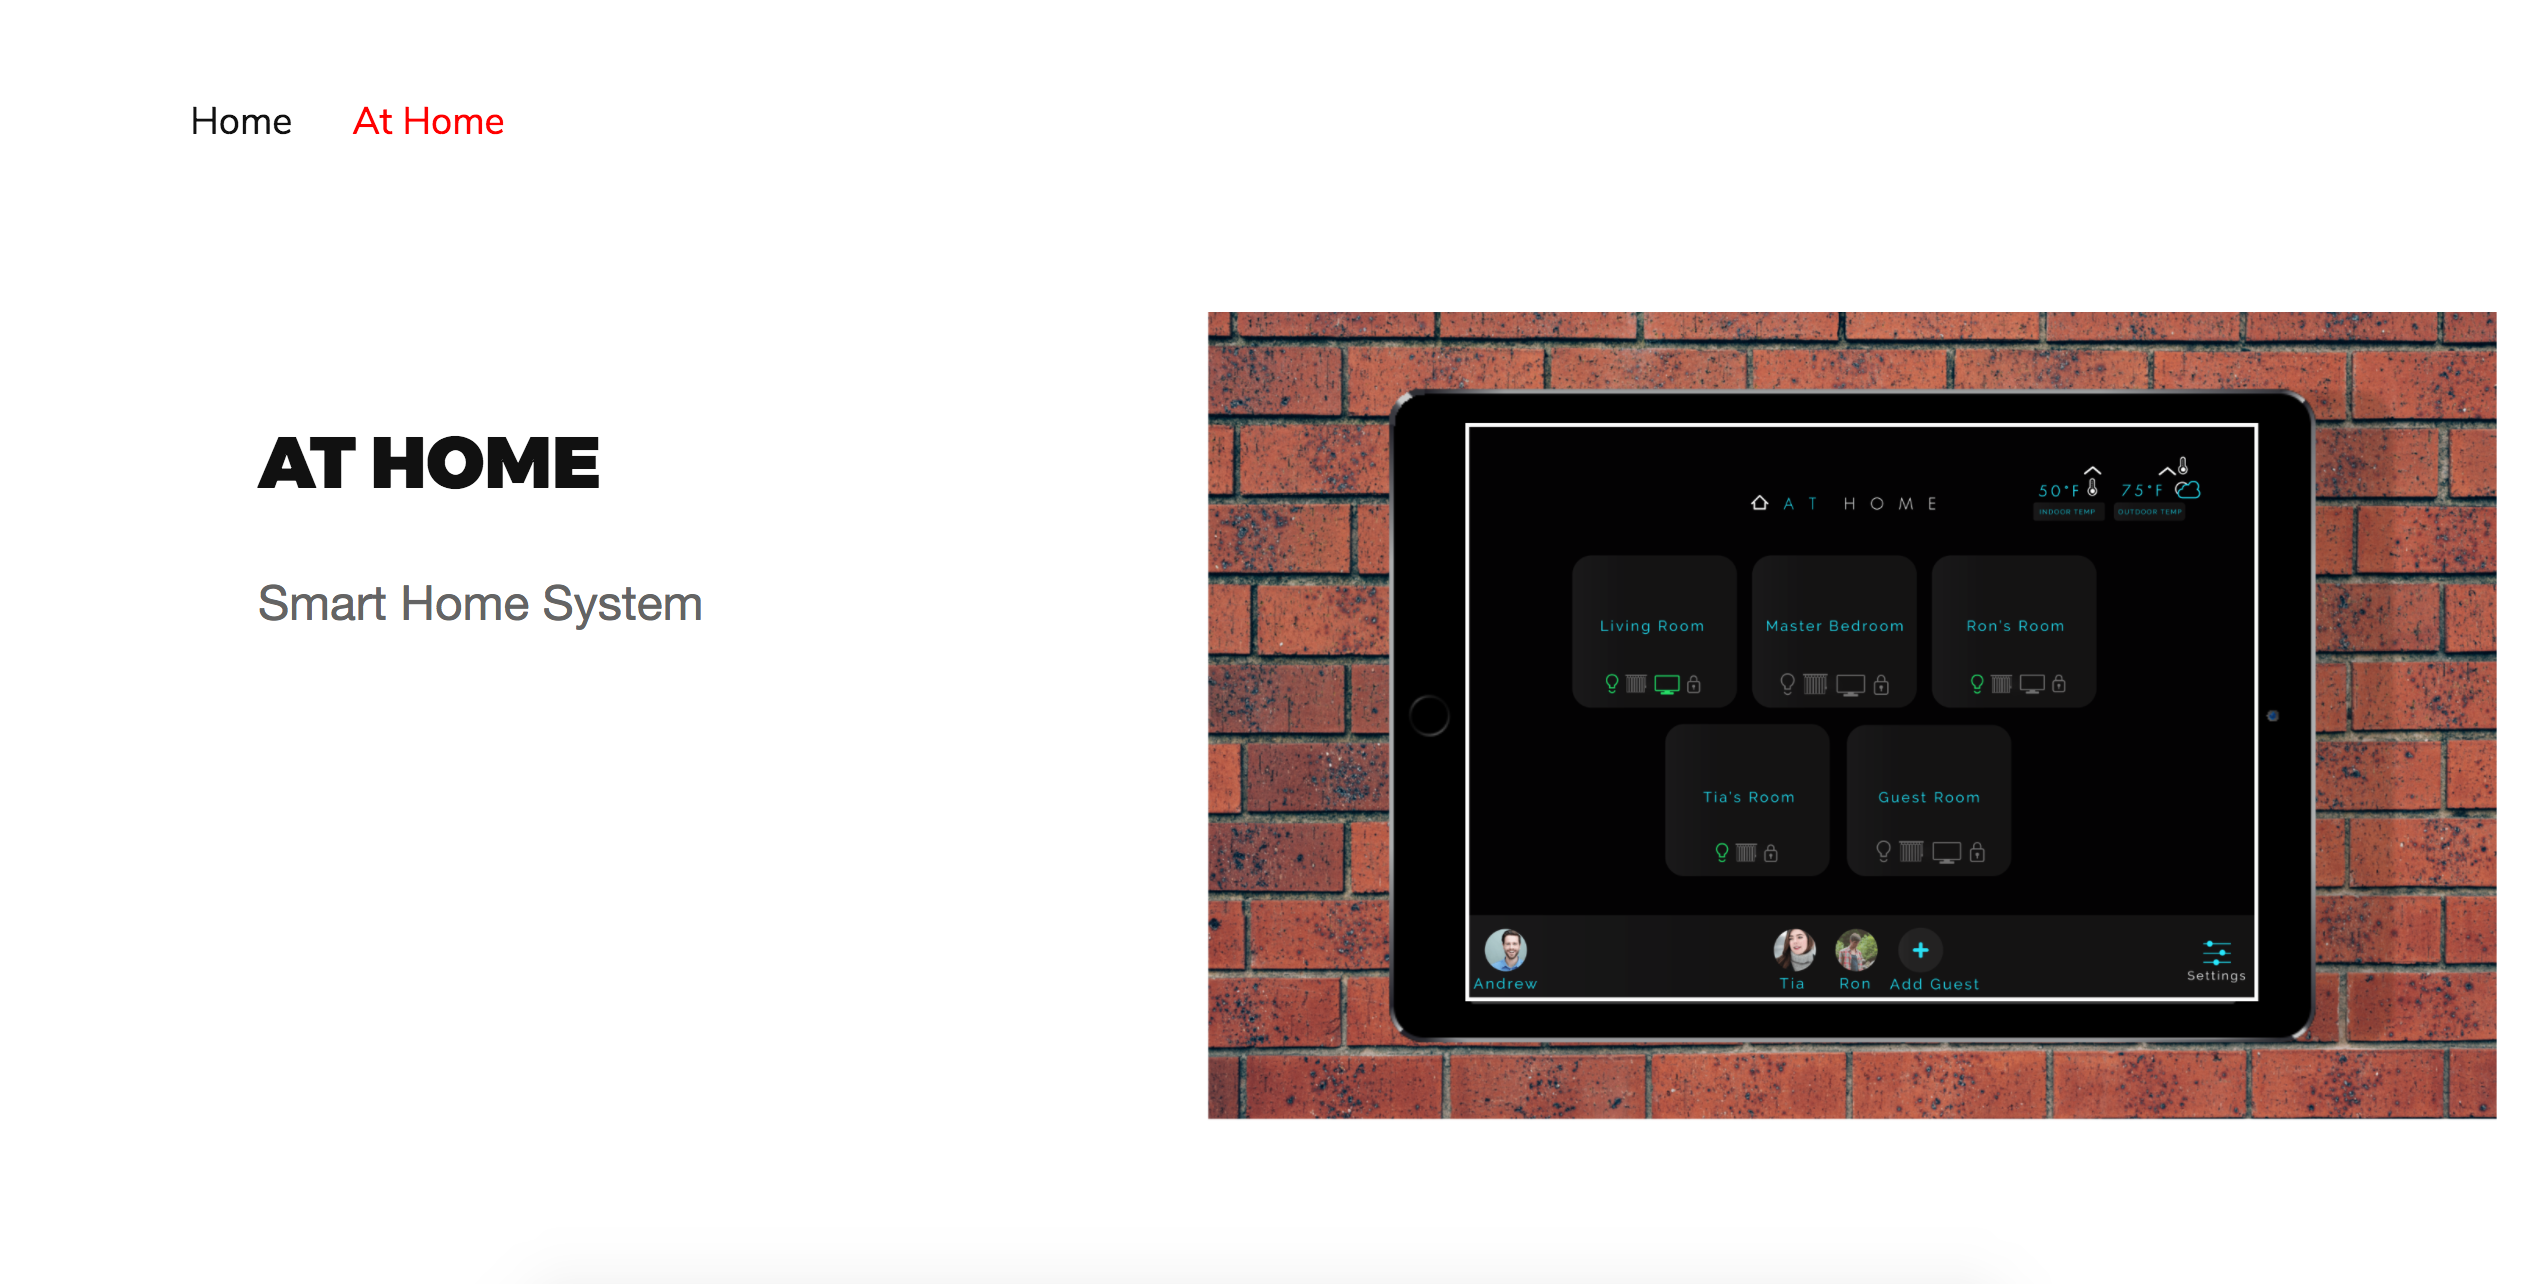 Home At Home
AT HOME
Smart Home System
AT HOME
50°F 75°F
INDOOR TEMP OUTDOOR TEMP
Living Room Master Bedroom Ron's Room
Tia's Room Guest Room
Andrew Tia Ron Add Guest Settings